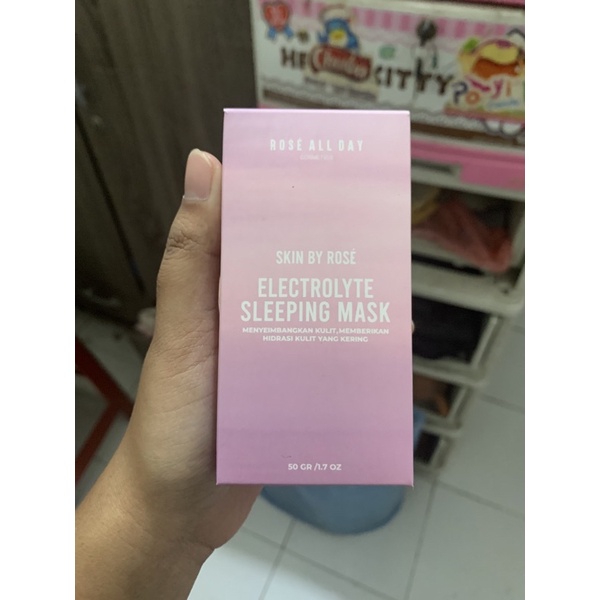 ROSÉ ALL DAY
SKIN BY ROSÉ
ELECTROLYTE
SLEEPING MASK
MENYEIMBANGKAN KULIT, MEMBERIKAN
HIDRASI KULIT YANG KERING
50 GR /1.7 OZ